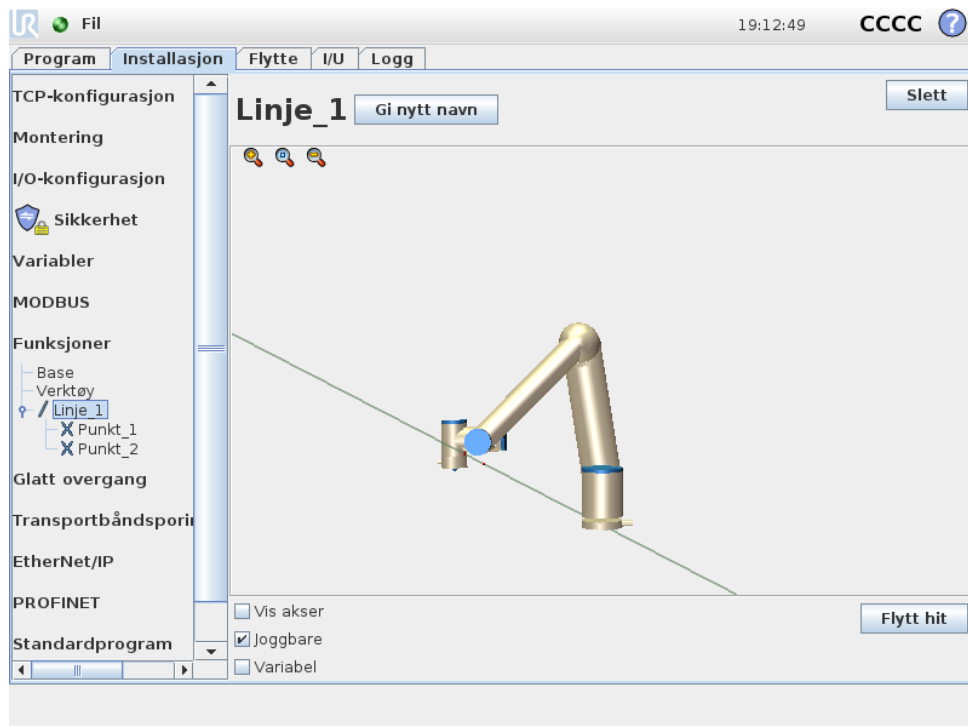 UR Fil 19:12:49 CCCC ?
Program Installasjon Flytte I/U Logg
TCP-konfigurasjon
Montering
I/O-konfigurasjon
Sikkerhet
Variabler
MODBUS
Funksjoner
Base
Verktøy
Linje_1
Punkt_1
Punkt_2
Glatt overgang
Transportbåndsporin
EtherNet/IP
PROFINET
Standardprogram
Linje_1 Gi nytt navn Slett
Vis akser
Joggbare
Variabel
Flytt hit